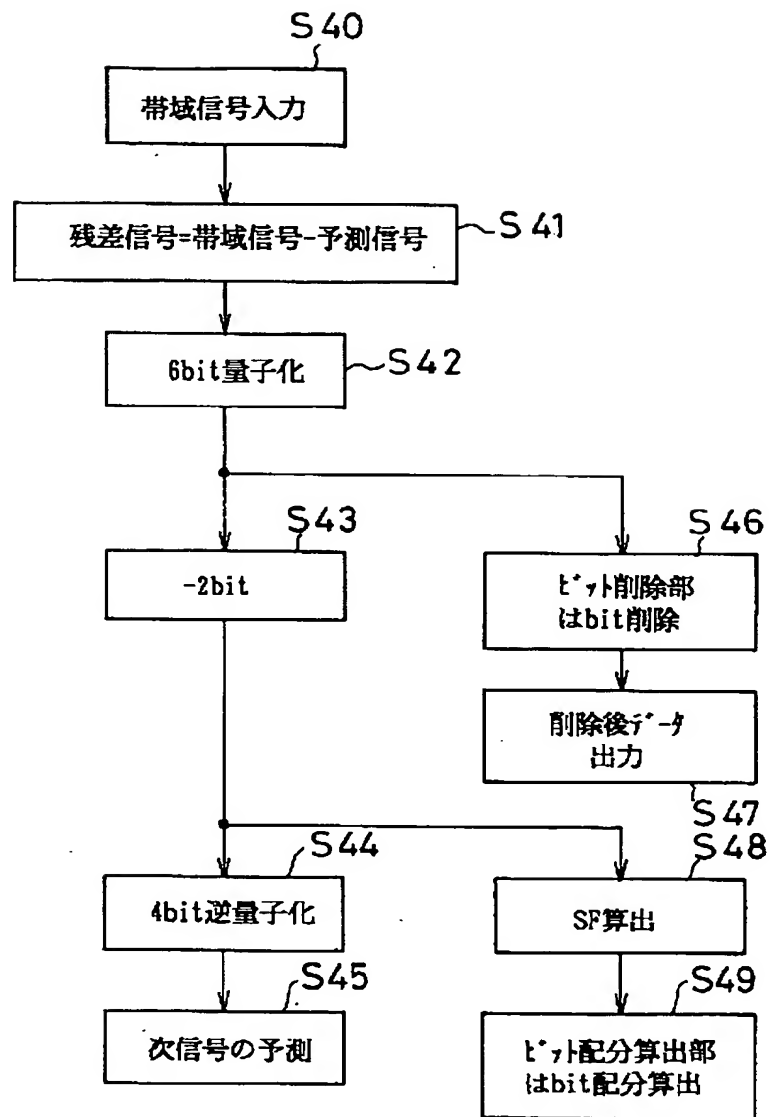 S40
帯域信号入力
残差信号=帯域信号-予測信号
S41
6bit量子化
S42
S43
-2bit
S46
ﾋﾞｯﾄ削除部
はbit削除
削除後ﾃﾞｰﾀ
出力
S47
S44
4bit逆量子化
S48
SF算出
S45
次信号の予測
S49
ﾋﾞｯﾄ配分算出部
はbit配分算出